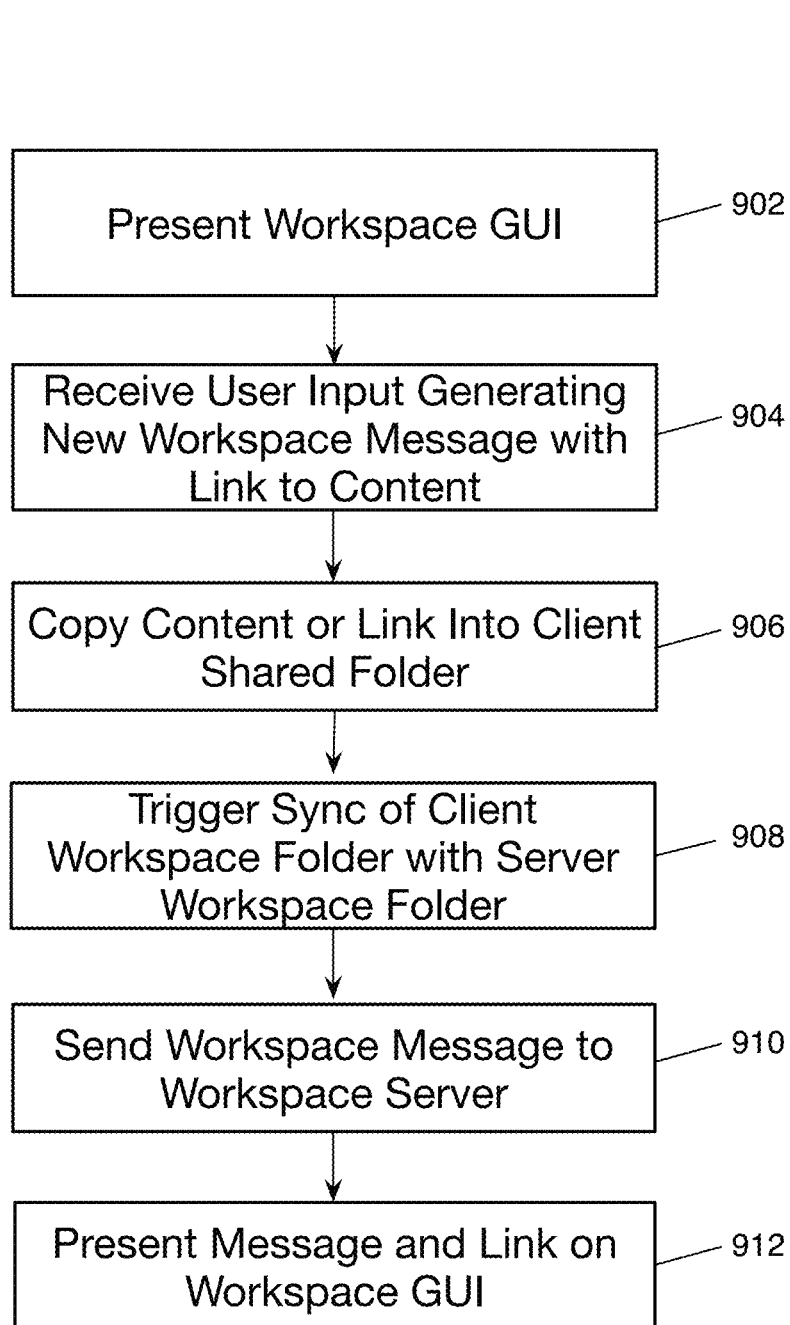 Present Workspace GUI
902
Receive User Input Generating
New Workspace Message with
Link to Content
904
Copy Content or Link Into Client
Shared Folder
906
Trigger Sync of Client
Workspace Folder with Server
Workspace Folder
908
Send Workspace Message to
Workspace Server
910
Present Message and Link on
Workspace GUI
912